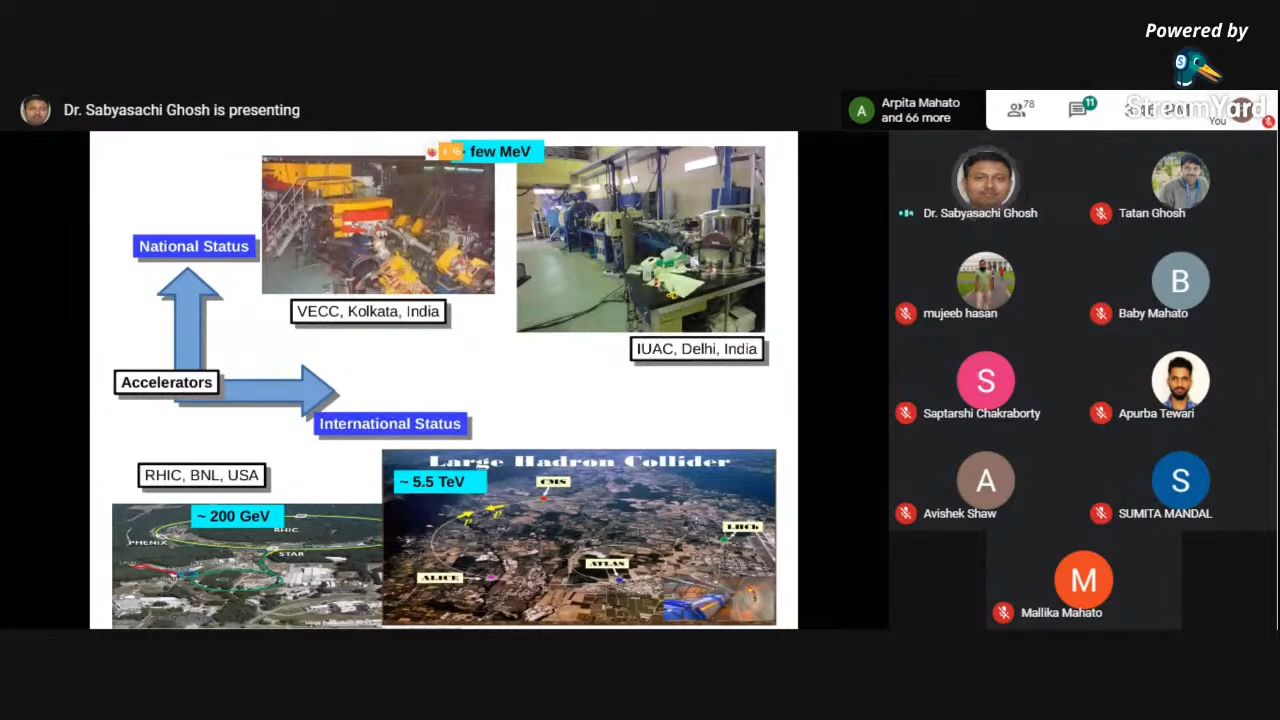 Powered by
StreamYard
Dr. Sabyasachi Ghosh is presenting
A
Arpita Mahato
and 66 more
78
11
You
few MeV
National Status
VECC, Kolkata, India
IUAC, Delhi, India
Accelerators
International Status
RHIC, BNL, USA
~ 200 GeV
RHIC
PHENIX
STAR
AGS
Large Hadron Collider
~ 5.5 TeV
CMS
P
P
LHCb
ATLAS
ALICE
Dr. Sabyasachi Ghosh
Tatan Ghosh
mujeeb hasan
B
Baby Mahato
S
Saptarshi Chakraborty
Apurba Tewari
A
Avishek Shaw
S
SUMITA MANDAL
M
Mallika Mahato